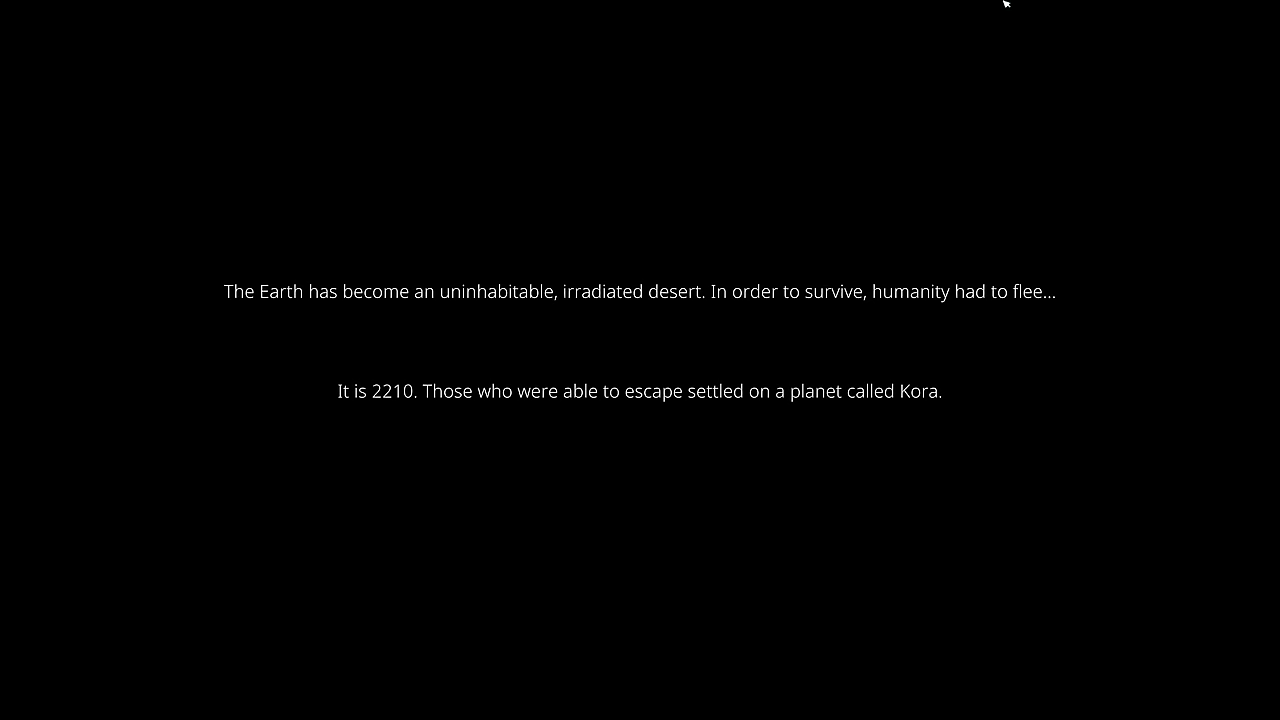 The Earth has become an uninhabitable, irradiated desert. In order to survive, humanity had to flee...
It is 2210. Those who were able to escape settled on a planet called Kora.